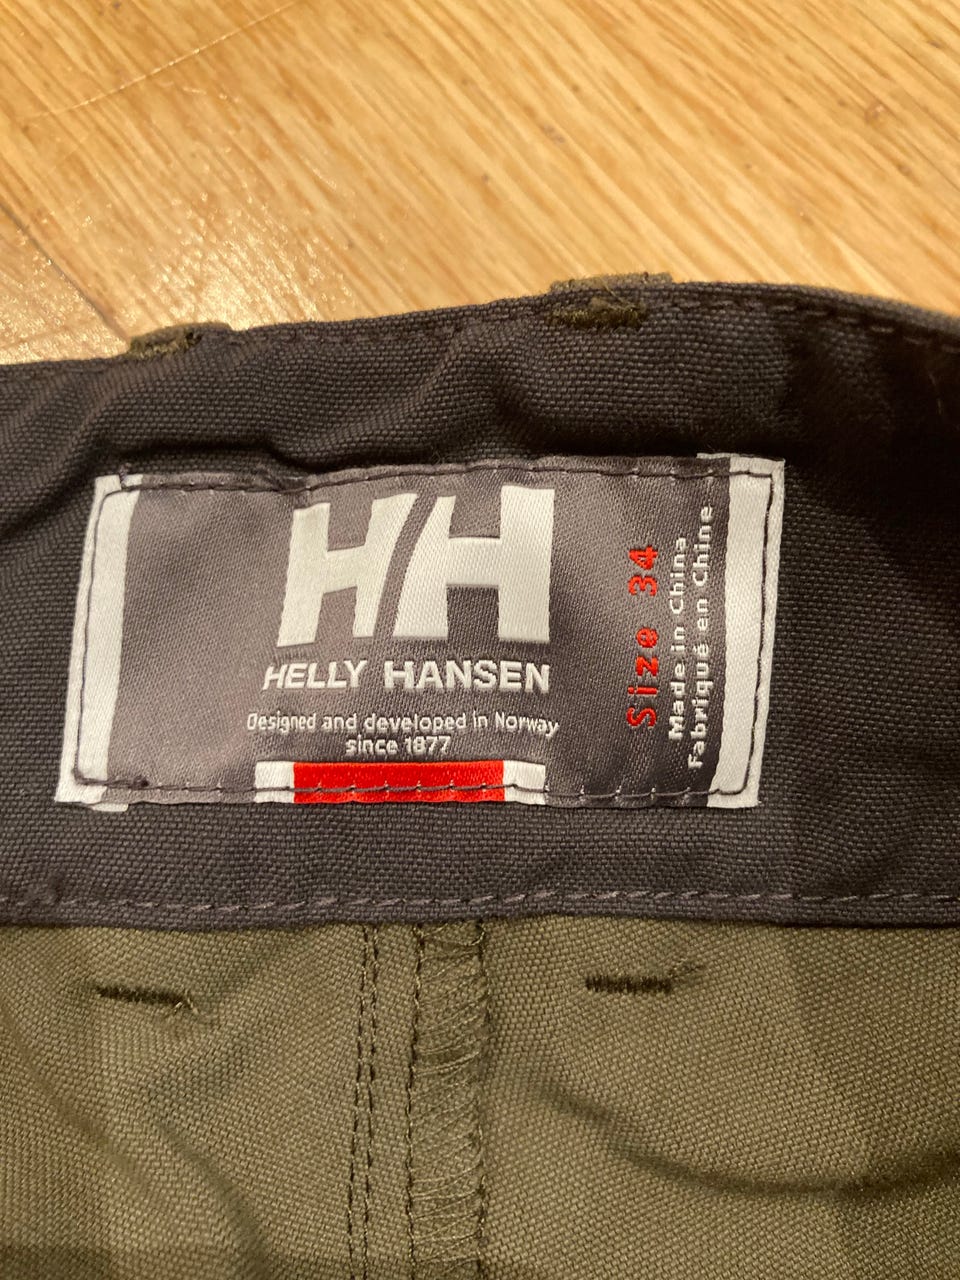 HH
HELLY HANSEN
Designed and developed in Norway
since 1877
Size 34
Made in China
Fabriqué en Chine